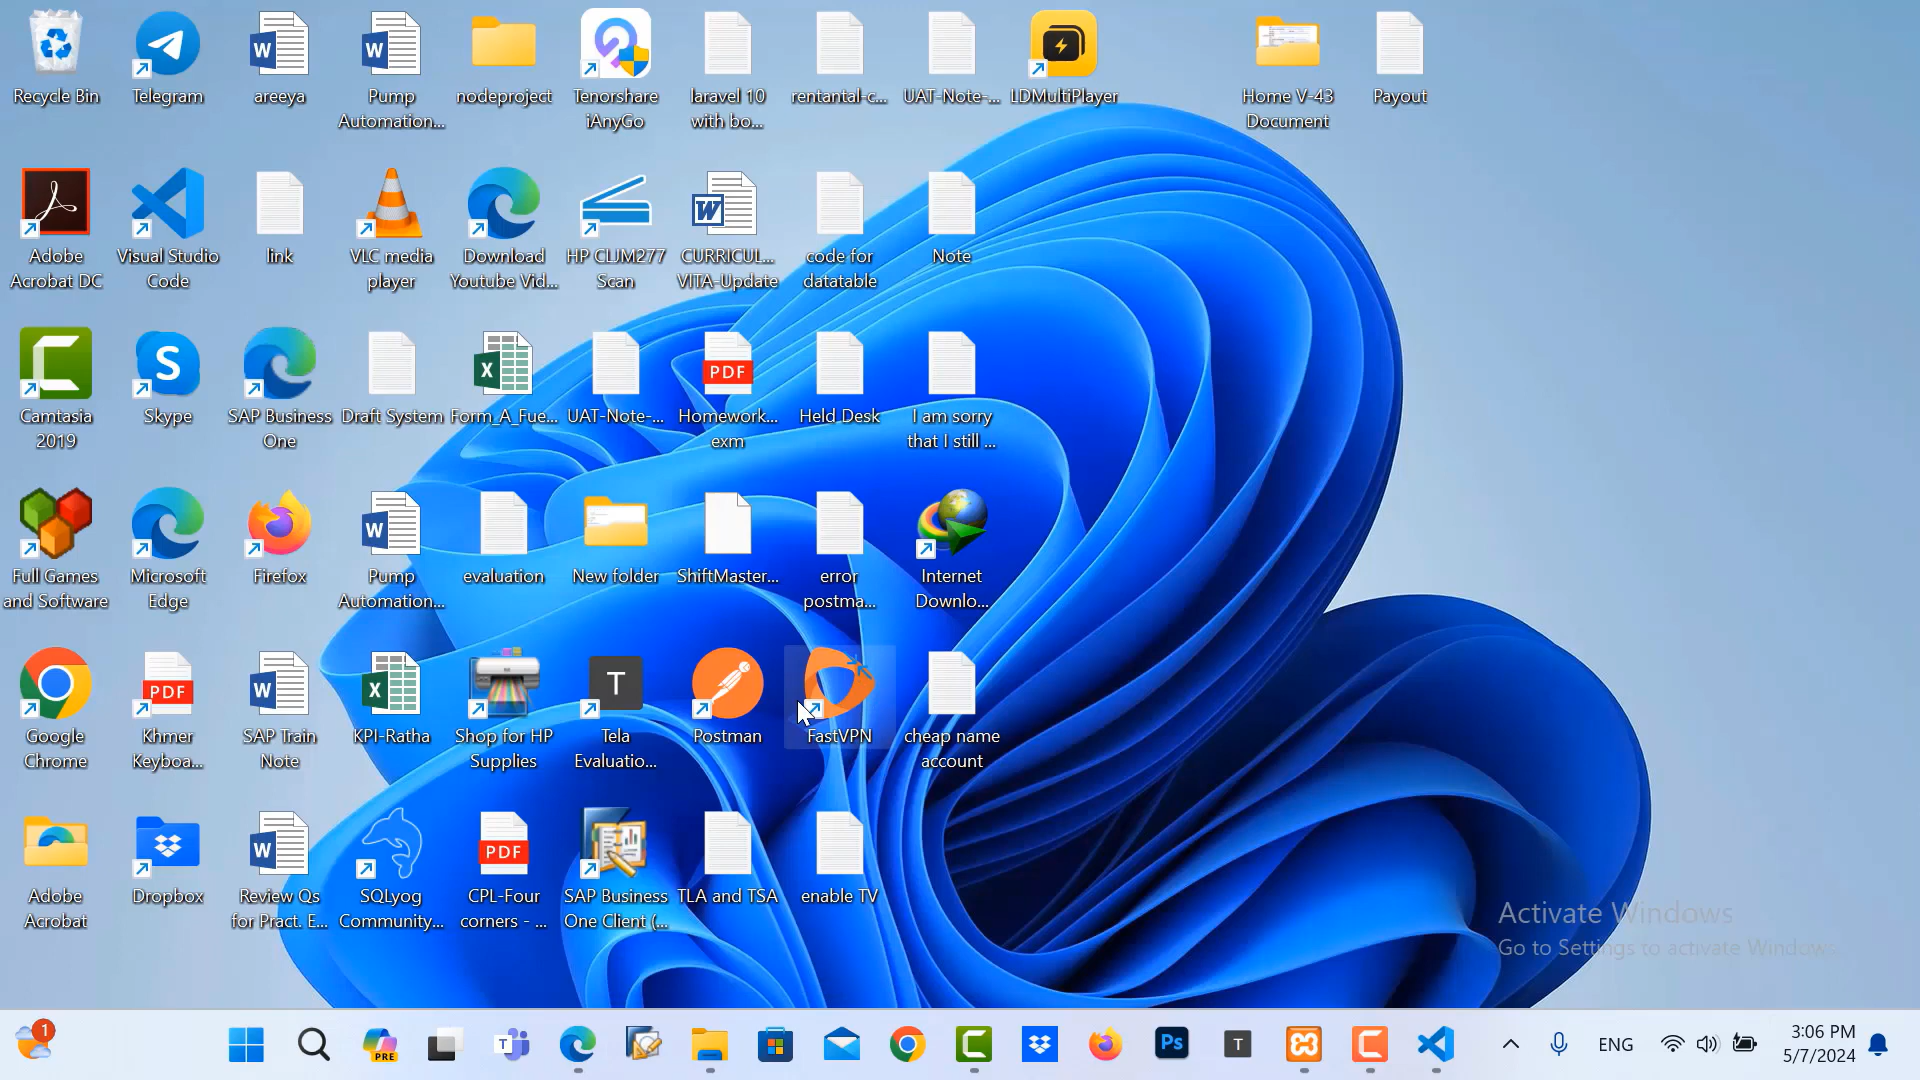 Recycle Bin
Telegram
areeya
Pump
Automation...
nodeproject
Tenorshare
iAnyGo
laravel 10
with bo...
rentantal-c...
UAT-Note-...
LDMultiPlayer
Home V-43
Document
Payout
Adobe
Acrobat DC
Visual Studio
Code
link
VLC media
player
Download
Youtube Vid...
HP CLJM277
Scan
CURRICUL...
VITA-Update
code for
datatable
Note
Camtasia
2019
Skype
SAP Business
One
Draft System
Form_A_Fue...
UAT-Note-...
PDF
Homework...
exm
Held Desk
I am sorry
that I still ...
Full Games
and Software
Microsoft
Edge
Firefox
Pump
Automation...
evaluation
New folder
ShiftMaster...
error
postma...
Internet
Downlo...
Google
Chrome
PDF
Khmer
Keyboa...
SAP Train
Note
KPI-Ratha
Shop for HP
Supplies
T
Tela
Evaluatio...
Postman
FastVPN
cheap name
account
Adobe
Acrobat
Dropbox
Review Qs
for Pract. E...
SQLyog
Community...
PDF
CPL-Four
corners - ...
SAP Business
One Client (...
TLA and TSA
enable TV
Activate Windows
Go to Settings to activate Windows.
1
PRE
T
Ps
T
ENG
3:06 PM
5/7/2024